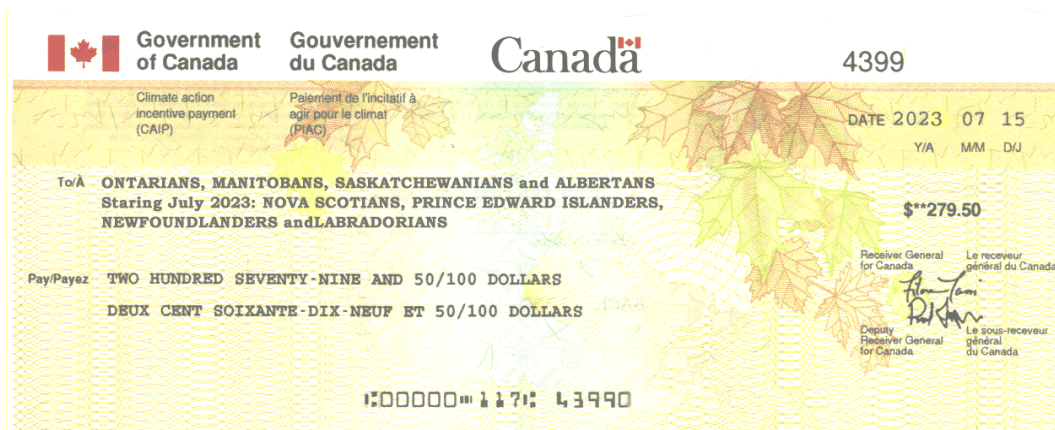 Government of Canada
Gouvernement du Canada
Canada
4399
Climate action incentive payment (CAIP)
Paiement de l'incitatif à agir pour le climat (PIAC)
DATE 2023 07 15
Y/A M/M D/J
To/À ONTARIANS, MANITOBANS, SASKATCHEWANIANS and ALBERTANS
Staring July 2023: NOVA SCOTIANS, PRINCE EDWARD ISLANDERS,
NEWFOUNDLANDERS andLABRADORIANS
$**279.50
Receiver General for Canada
Le receveur général du Canada
Pay/Payez TWO HUNDRED SEVENTY-NINE AND 50/100 DOLLARS
DEUX CENT SOIXANTE-DIX-NEUF ET 50/100 DOLLARS
Deputy Receiver General for Canada
Le sous-receveur général du Canada
⑆00000⑉117⑆ 43990